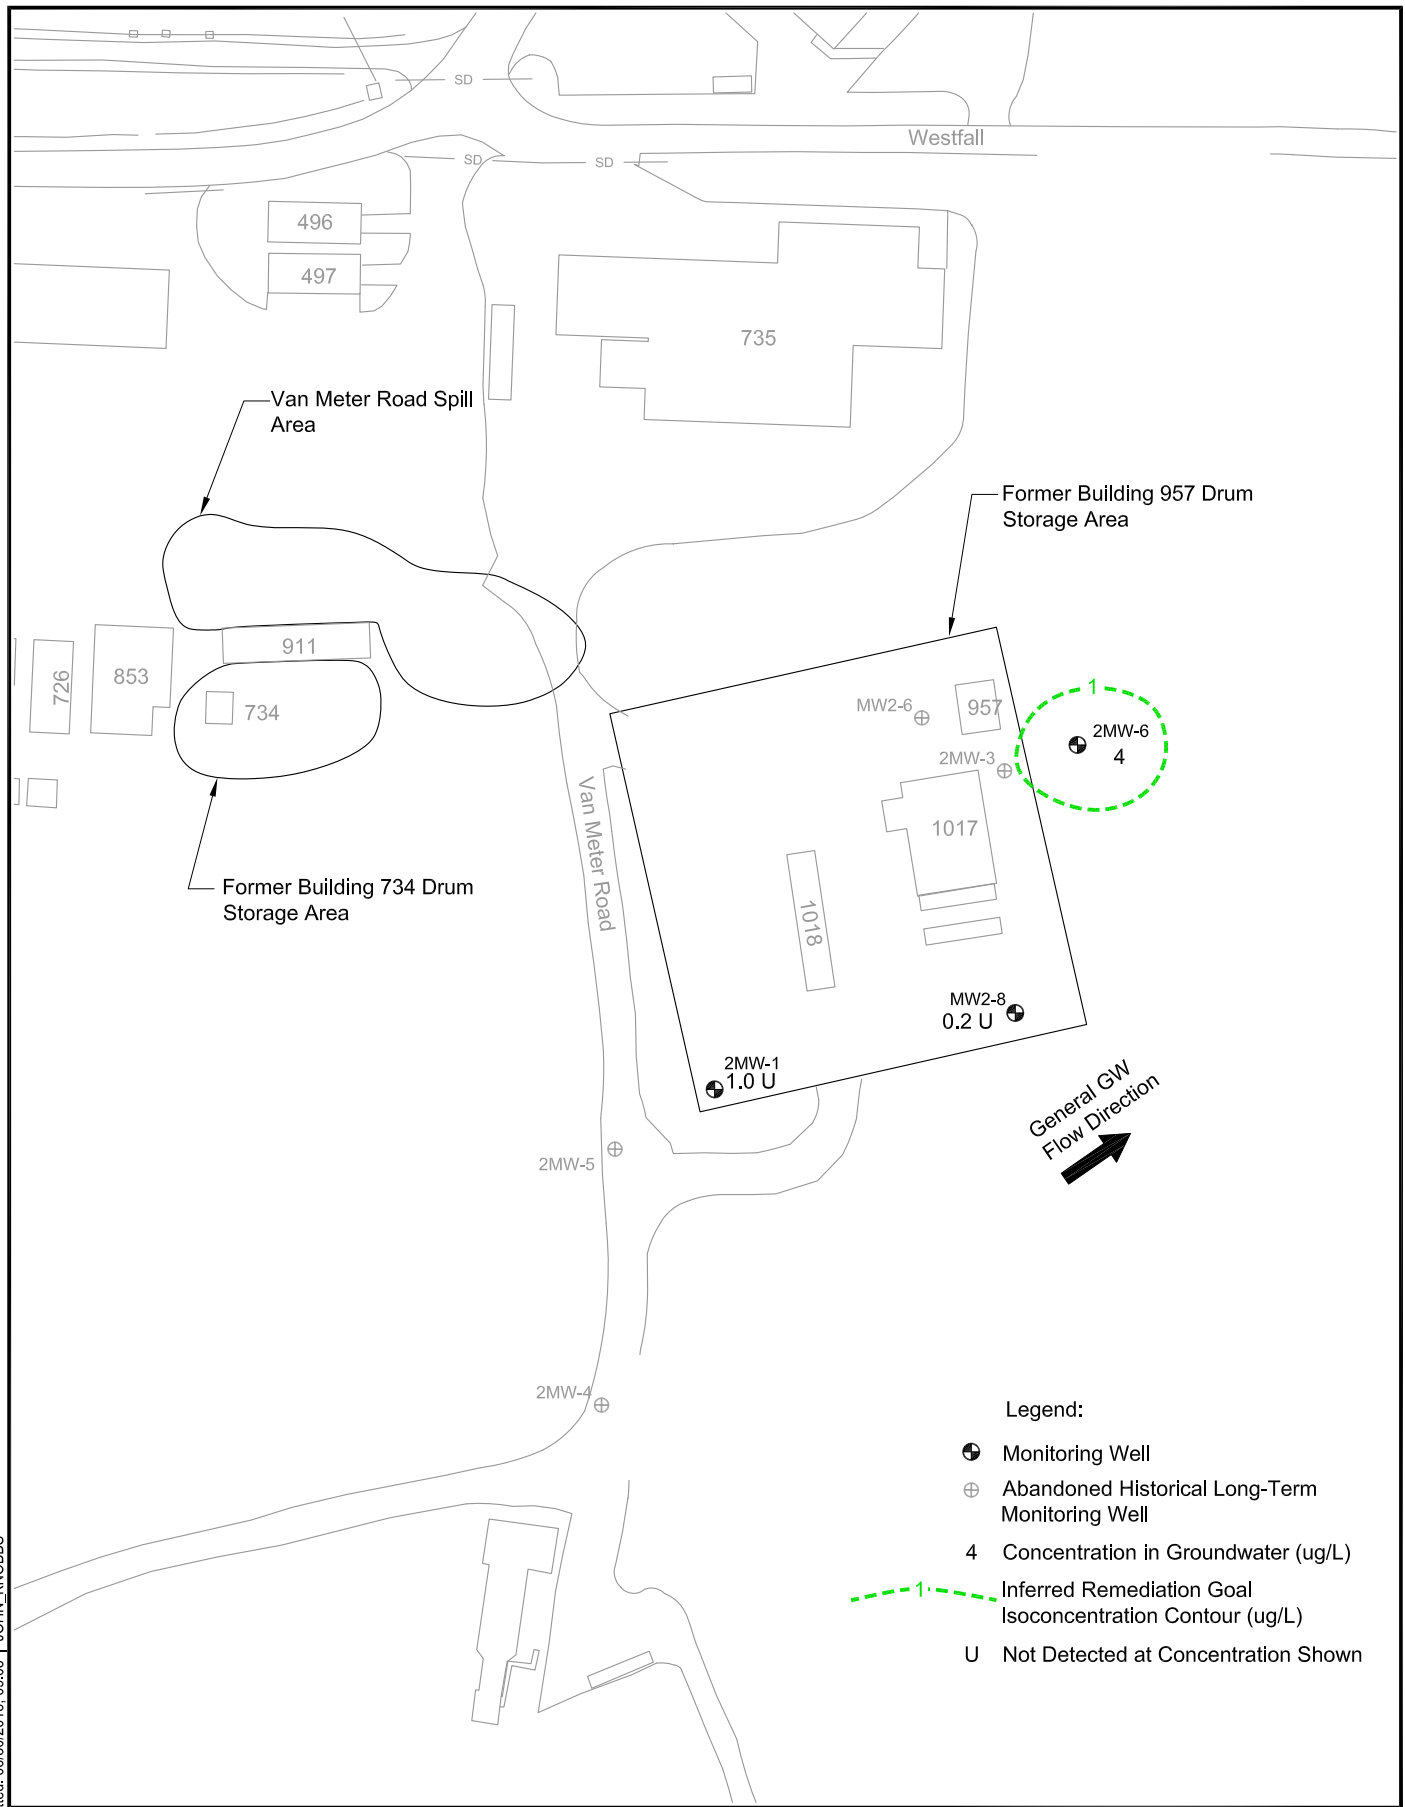 SD
Westfall
SD
SD
496
497
735
Van Meter Road Spill
Area
Former Building 957 Drum
Storage Area
911
853
726
734
MW2-6
957
1
2MW-6
4
2MW-3
Van Meter Road
1017
Former Building 734 Drum
Storage Area
1018
MW2-8
0.2 U
2MW-1
1.0 U
General GW
Flow Direction
2MW-5
2MW-4
Legend:
Monitoring Well
Abandoned Historical Long-Term
Monitoring Well
4 Concentration in Groundwater (ug/L)
1 Inferred Remediation Goal
Isoconcentration Contour (ug/L)
U Not Detected at Concentration Shown